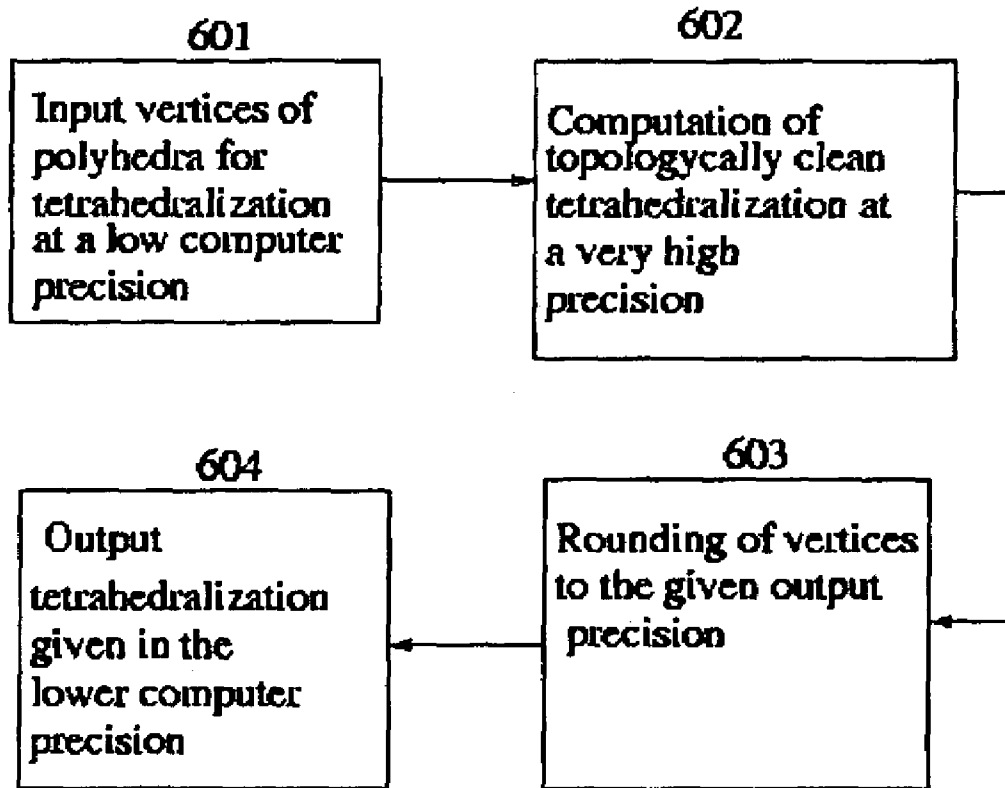 601
Input vertices of
polyhedra for
tetrahedralization
at a low computer
precision
602
Computation of
topologycally clean
tetrahedralization at
a very high
precision
603
Rounding of vertices
to the given output
precision
604
Output
tetrahedralization
given in the
lower computer
precision